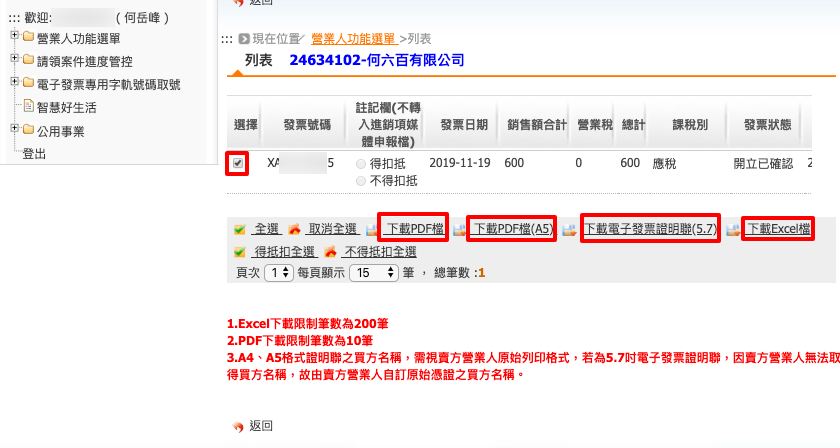 返回
::: 歡迎: （何岳峰）
營業人功能選單
請領案件進度管控
電子發票專用字軌號碼取號
智慧好生活
公用事業
登出
::: 現在位置╱ 營業人功能選單 >列表
列表 24634102-何六百有限公司
選擇 發票號碼 註記欄(不轉入進銷項媒體申報檔) 發票日期 銷售額合計 營業稅 總計 課稅別 發票狀態
XA 5 得扣抵 2019-11-19 600 0 600 應稅 開立已確認 2
不得扣抵
全選 取消全選 下載PDF檔 下載PDF檔(A5) 下載電子發票證明聯(5.7) 下載Excel檔
得抵扣全選 不得抵扣全選
頁次 1 每頁顯示 15 筆 ， 總筆數 :1
1.Excel下載限制筆數為200筆
2.PDF下載限制筆數為10筆
3.A4、A5格式證明聯之買方名稱，需視賣方營業人原始列印格式，若為5.7吋電子發票證明聯，因賣方營業人無法取
得買方名稱，故由賣方營業人自訂原始憑證之買方名稱。
返回